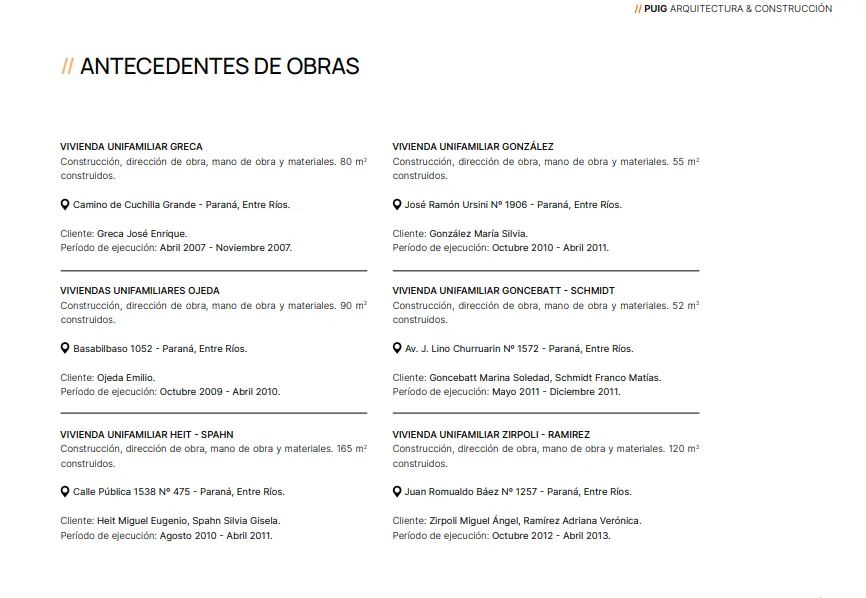 // PUIG ARQUITECTURA & CONSTRUCCIÓN
// ANTECEDENTES DE OBRAS
VIVIENDA UNIFAMILIAR GRECA
Construcción, dirección de obra, mano de obra y materiales. 80 m²
construidos.
Camino de Cuchilla Grande - Paraná, Entre Ríos.
Cliente: Greca José Enrique.
Período de ejecución: Abril 2007 - Noviembre 2007.
VIVIENDAS UNIFAMILIARES OJEDA
Construcción, dirección de obra, mano de obra y materiales. 90 m²
construidos.
Basabilbaso 1052 - Paraná, Entre Ríos.
Cliente: Ojeda Emilio.
Período de ejecución: Octubre 2009 - Abril 2010.
VIVIENDA UNIFAMILIAR HEIT - SPAHN
Construcción, dirección de obra, mano de obra y materiales. 165 m²
construidos.
Calle Pública 1538 Nº 475 - Paraná, Entre Ríos.
Cliente: Heit Miguel Eugenio, Spahn Silvia Gisela.
Período de ejecución: Agosto 2010 - Abril 2011.
VIVIENDA UNIFAMILIAR GONZÁLEZ
Construcción, dirección de obra, mano de obra y materiales. 55 m²
construidos.
José Ramón Ursini Nº 1906 - Paraná, Entre Ríos.
Cliente: González María Silvia.
Período de ejecución: Octubre 2010 - Abril 2011.
VIVIENDA UNIFAMILIAR GONCEBATT - SCHMIDT
Construcción, dirección de obra, mano de obra y materiales. 52 m²
construidos.
Av. J. Lino Churruarin Nº 1572 - Paraná, Entre Ríos.
Cliente: Goncebatt Marina Soledad, Schmidt Franco Matías.
Período de ejecución: Mayo 2011 - Diciembre 2011.
VIVIENDA UNIFAMILIAR ZIRPOLI - RAMIREZ
Construcción, dirección de obra, mano de obra y materiales. 120 m²
construidos.
Juan Romualdo Báez Nº 1257 - Paraná, Entre Ríos.
Cliente: Zirpoli Miguel Ángel, Ramírez Adriana Verónica.
Período de ejecución: Octubre 2012 - Abril 2013.